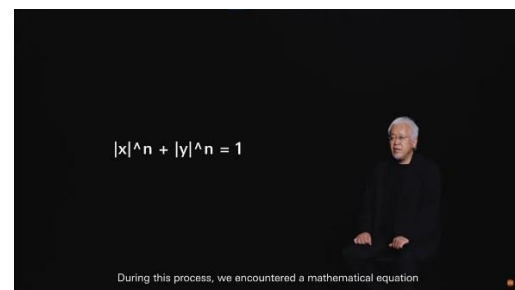 |x|^n + |y|^n = 1
During this process, we encountered a mathematical equation